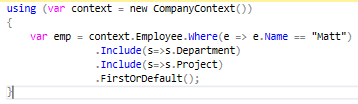 using (var context = new CompanyContext())
{
var emp = context.Employee.Where(e => e.Name == "Matt")
.Include(s=>s.Department)
.Include(s=>s.Project)
.FirstOrDefault();
}